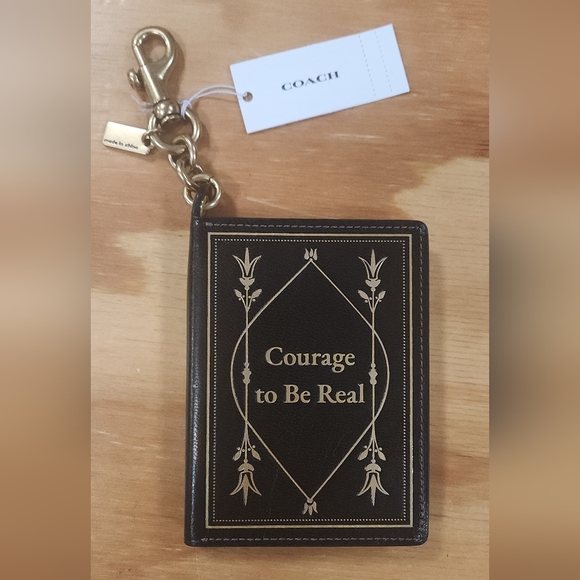 COACH
made in china
Courage
to Be Real